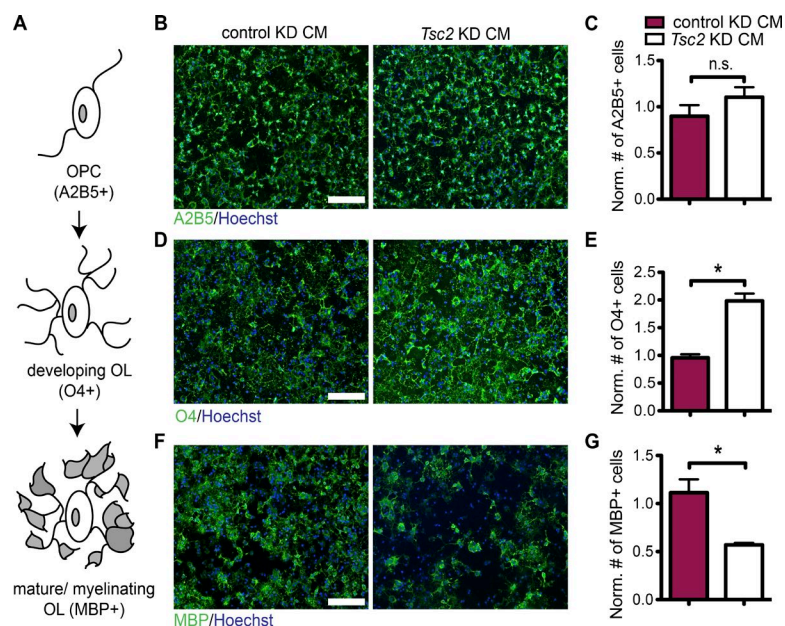 A
OPC
(A2B5+)
developing OL
(O4+)
mature/ myelinating
OL (MBP+)
B
control KD CM
Tsc2 KD CM
A2B5/Hoechst
C
control KD CM
Tsc2 KD CM
n.s.
Norm. # of A2B5+ cells
1.5
1.0
0.5
0.0
D
O4/Hoechst
E
*
Norm. # of O4+ cells
2.5
2.0
1.5
1.0
0.5
0.0
F
MBP/Hoechst
G
*
Norm. # of MBP+ cells
1.5
1.0
0.5
0.0